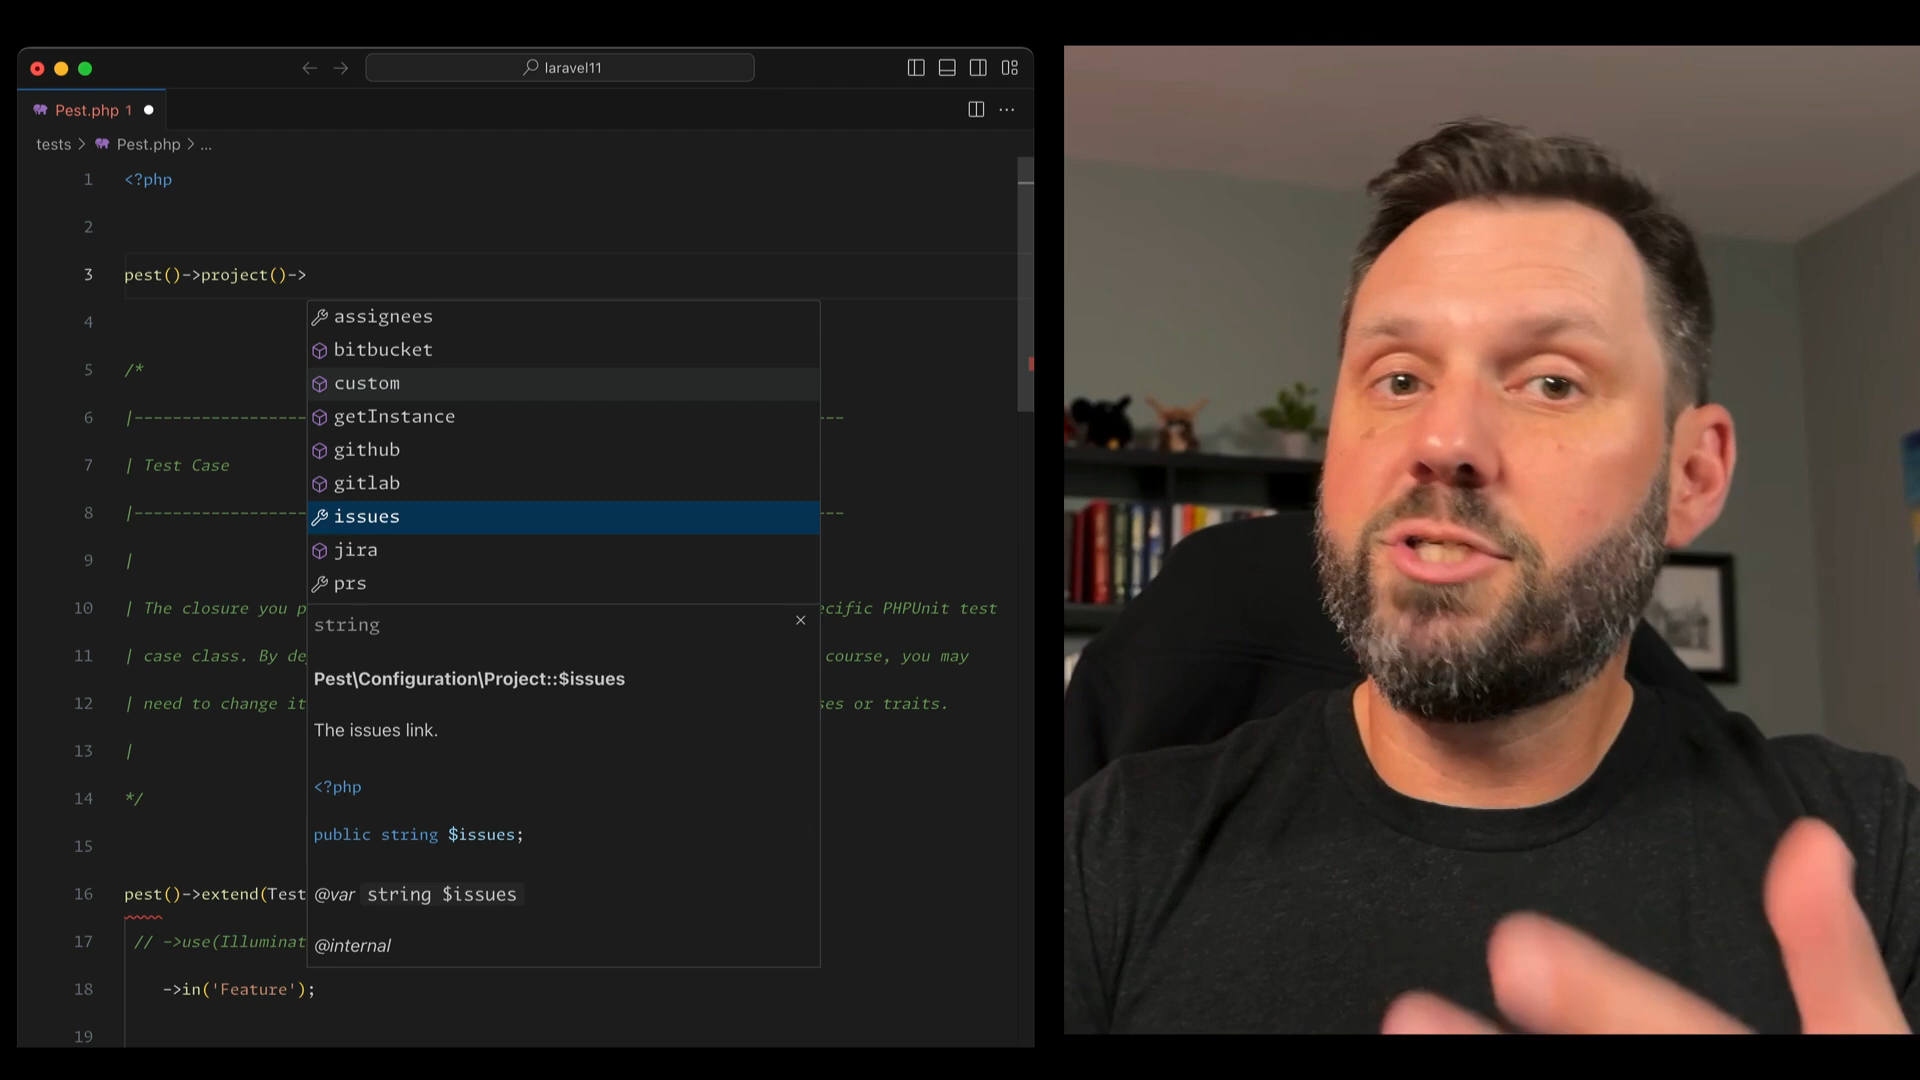 laravel11
Pest.php 1
tests > Pest.php > ...
1 <?php
2
3 pest()->project()->
4
assignees
bitbucket
custom
getInstance
github
gitlab
issues
jira
prs
5 /*
6 |------------------ ---
7 | Test Case
8 |------------------ ---
9 |
10 | The closure you p ecific PHPUnit test
11 | case class. By de course, you may
12 | need to change it ses or traits.
13 |
14 */
15
16 pest()->extend(Test
17 // ->use(Illuminat
18 ->in('Feature');
19
string
Pest\Configuration\Project::$issues
The issues link.
<?php
public string $issues;
@var string $issues
@internal